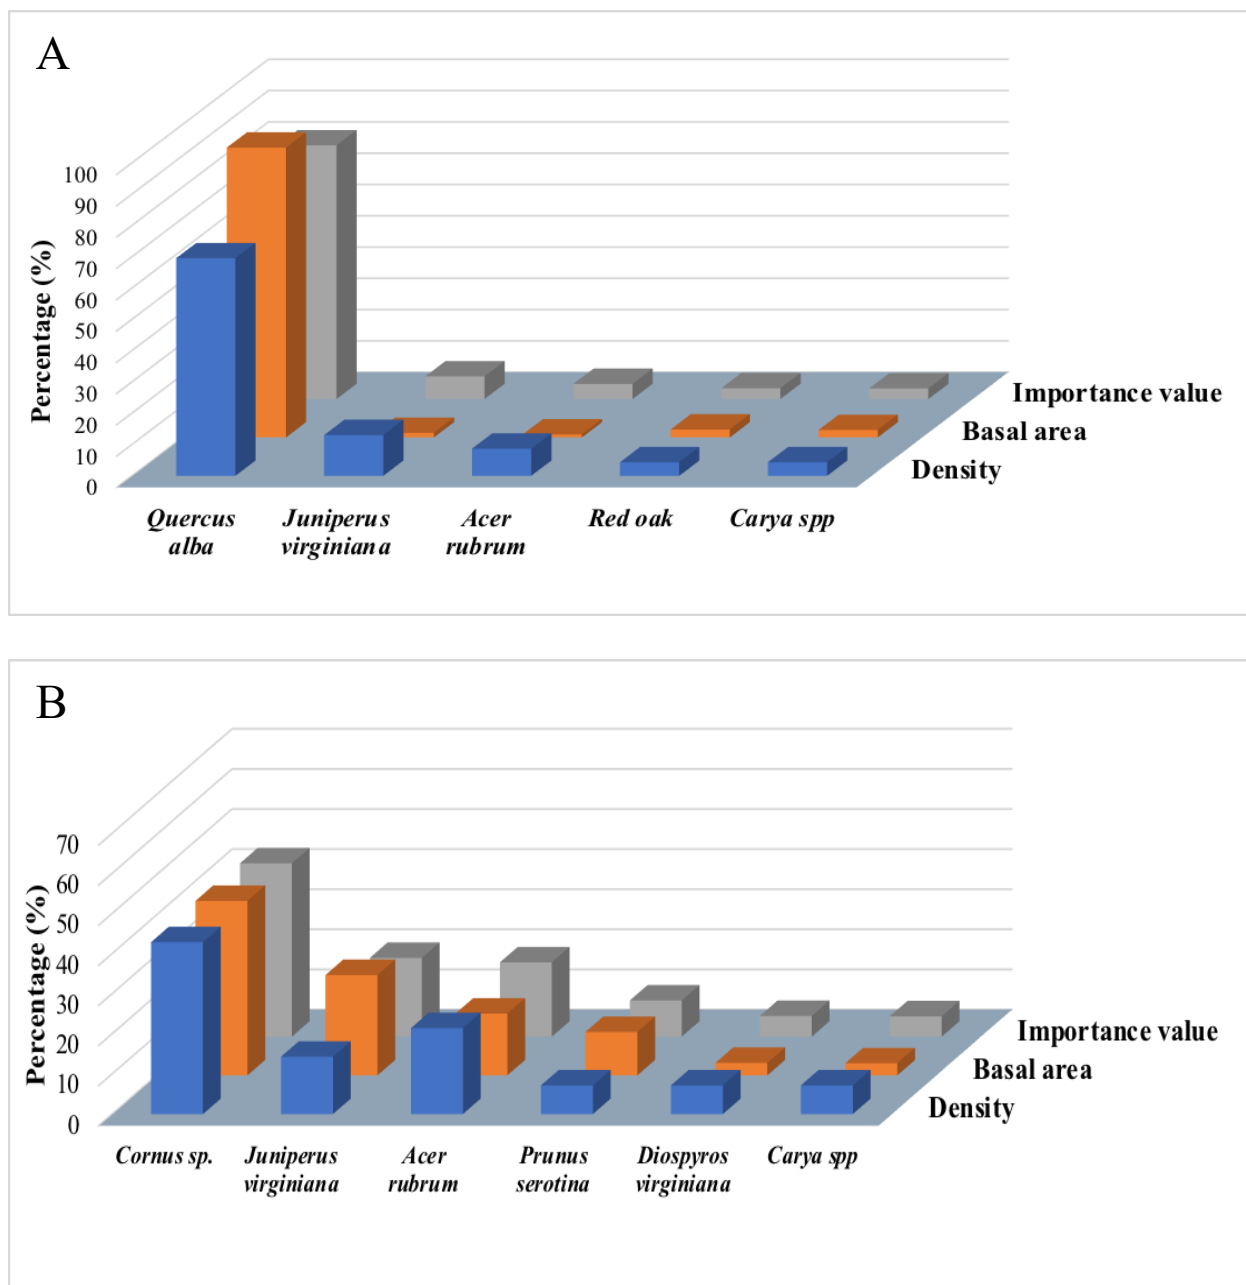 A
100
90
80
70
60
50
40
30
20
10
0
Percentage (%)
Importance value
Basal area
Density
Quercus alba
Juniperus virginiana
Acer rubrum
Red oak
Carya spp
B
70
60
50
40
30
20
10
0
Percentage (%)
Importance value
Basal area
Density
Cornus sp.
Juniperus virginiana
Acer rubrum
Prunus serotina
Diospyros virginiana
Carya spp